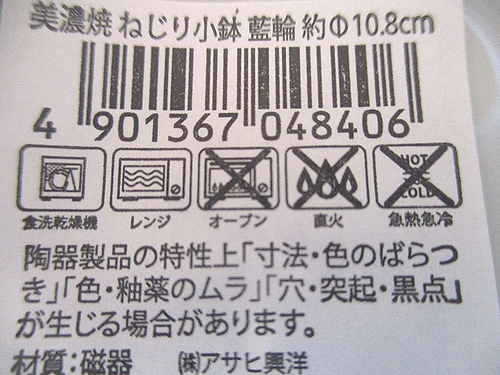 美濃焼 ねじり小鉢 藍輪 約Φ10.8cm
4 901367 048406
HOT COLD
食洗乾燥機 レンジ オーブン 直火 急熱急冷
陶器製品の特性上「寸法・色のばらつ
き」「色・釉薬のムラ」「穴・突起・黒点」
が生じる場合があります。
材質:磁器 ㈱アサヒ興洋